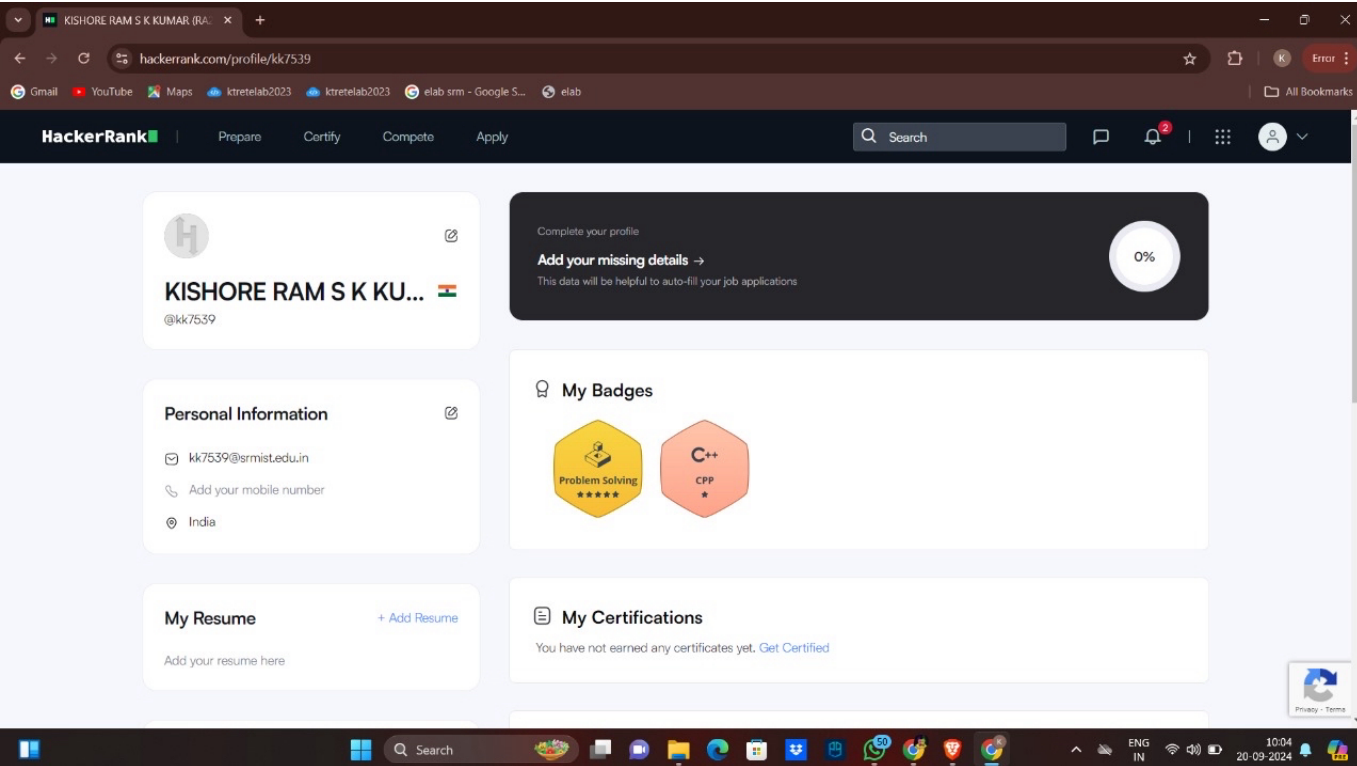 KISHORE RAM S K KUMAR (RA
hackerrank.com/profile/kk7539
K Error
Gmail YouTube Maps ktretelab2023 ktretelab2023 elab srm - Google S... elab All Bookmarks
HackerRank Prepare Certify Compete Apply Search 2
KISHORE RAM S K KU...
@kk7539
Complete your profile
Add your missing details →
This data will be helpful to auto-fill your job applications
0%
Personal Information
kk7539@srmist.edu.in
Add your mobile number
India
My Badges
Problem Solving
C++
CPP
My Resume + Add Resume
Add your resume here
My Certifications
You have not earned any certificates yet. Get Certified
Privacy - Terms
Search
50
ENG
IN
10:04
20-09-2024
PRE